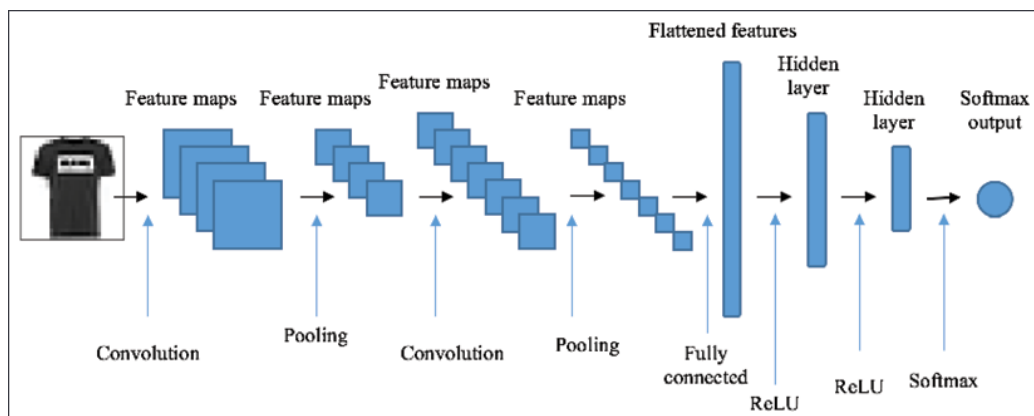 Flattened features
Hidden
layer
Feature maps
Feature maps
Feature maps
Feature maps
Hidden
layer
Softmax
output
Convolution
Pooling
Convolution
Pooling
Fully
connected
ReLU
ReLU
Softmax